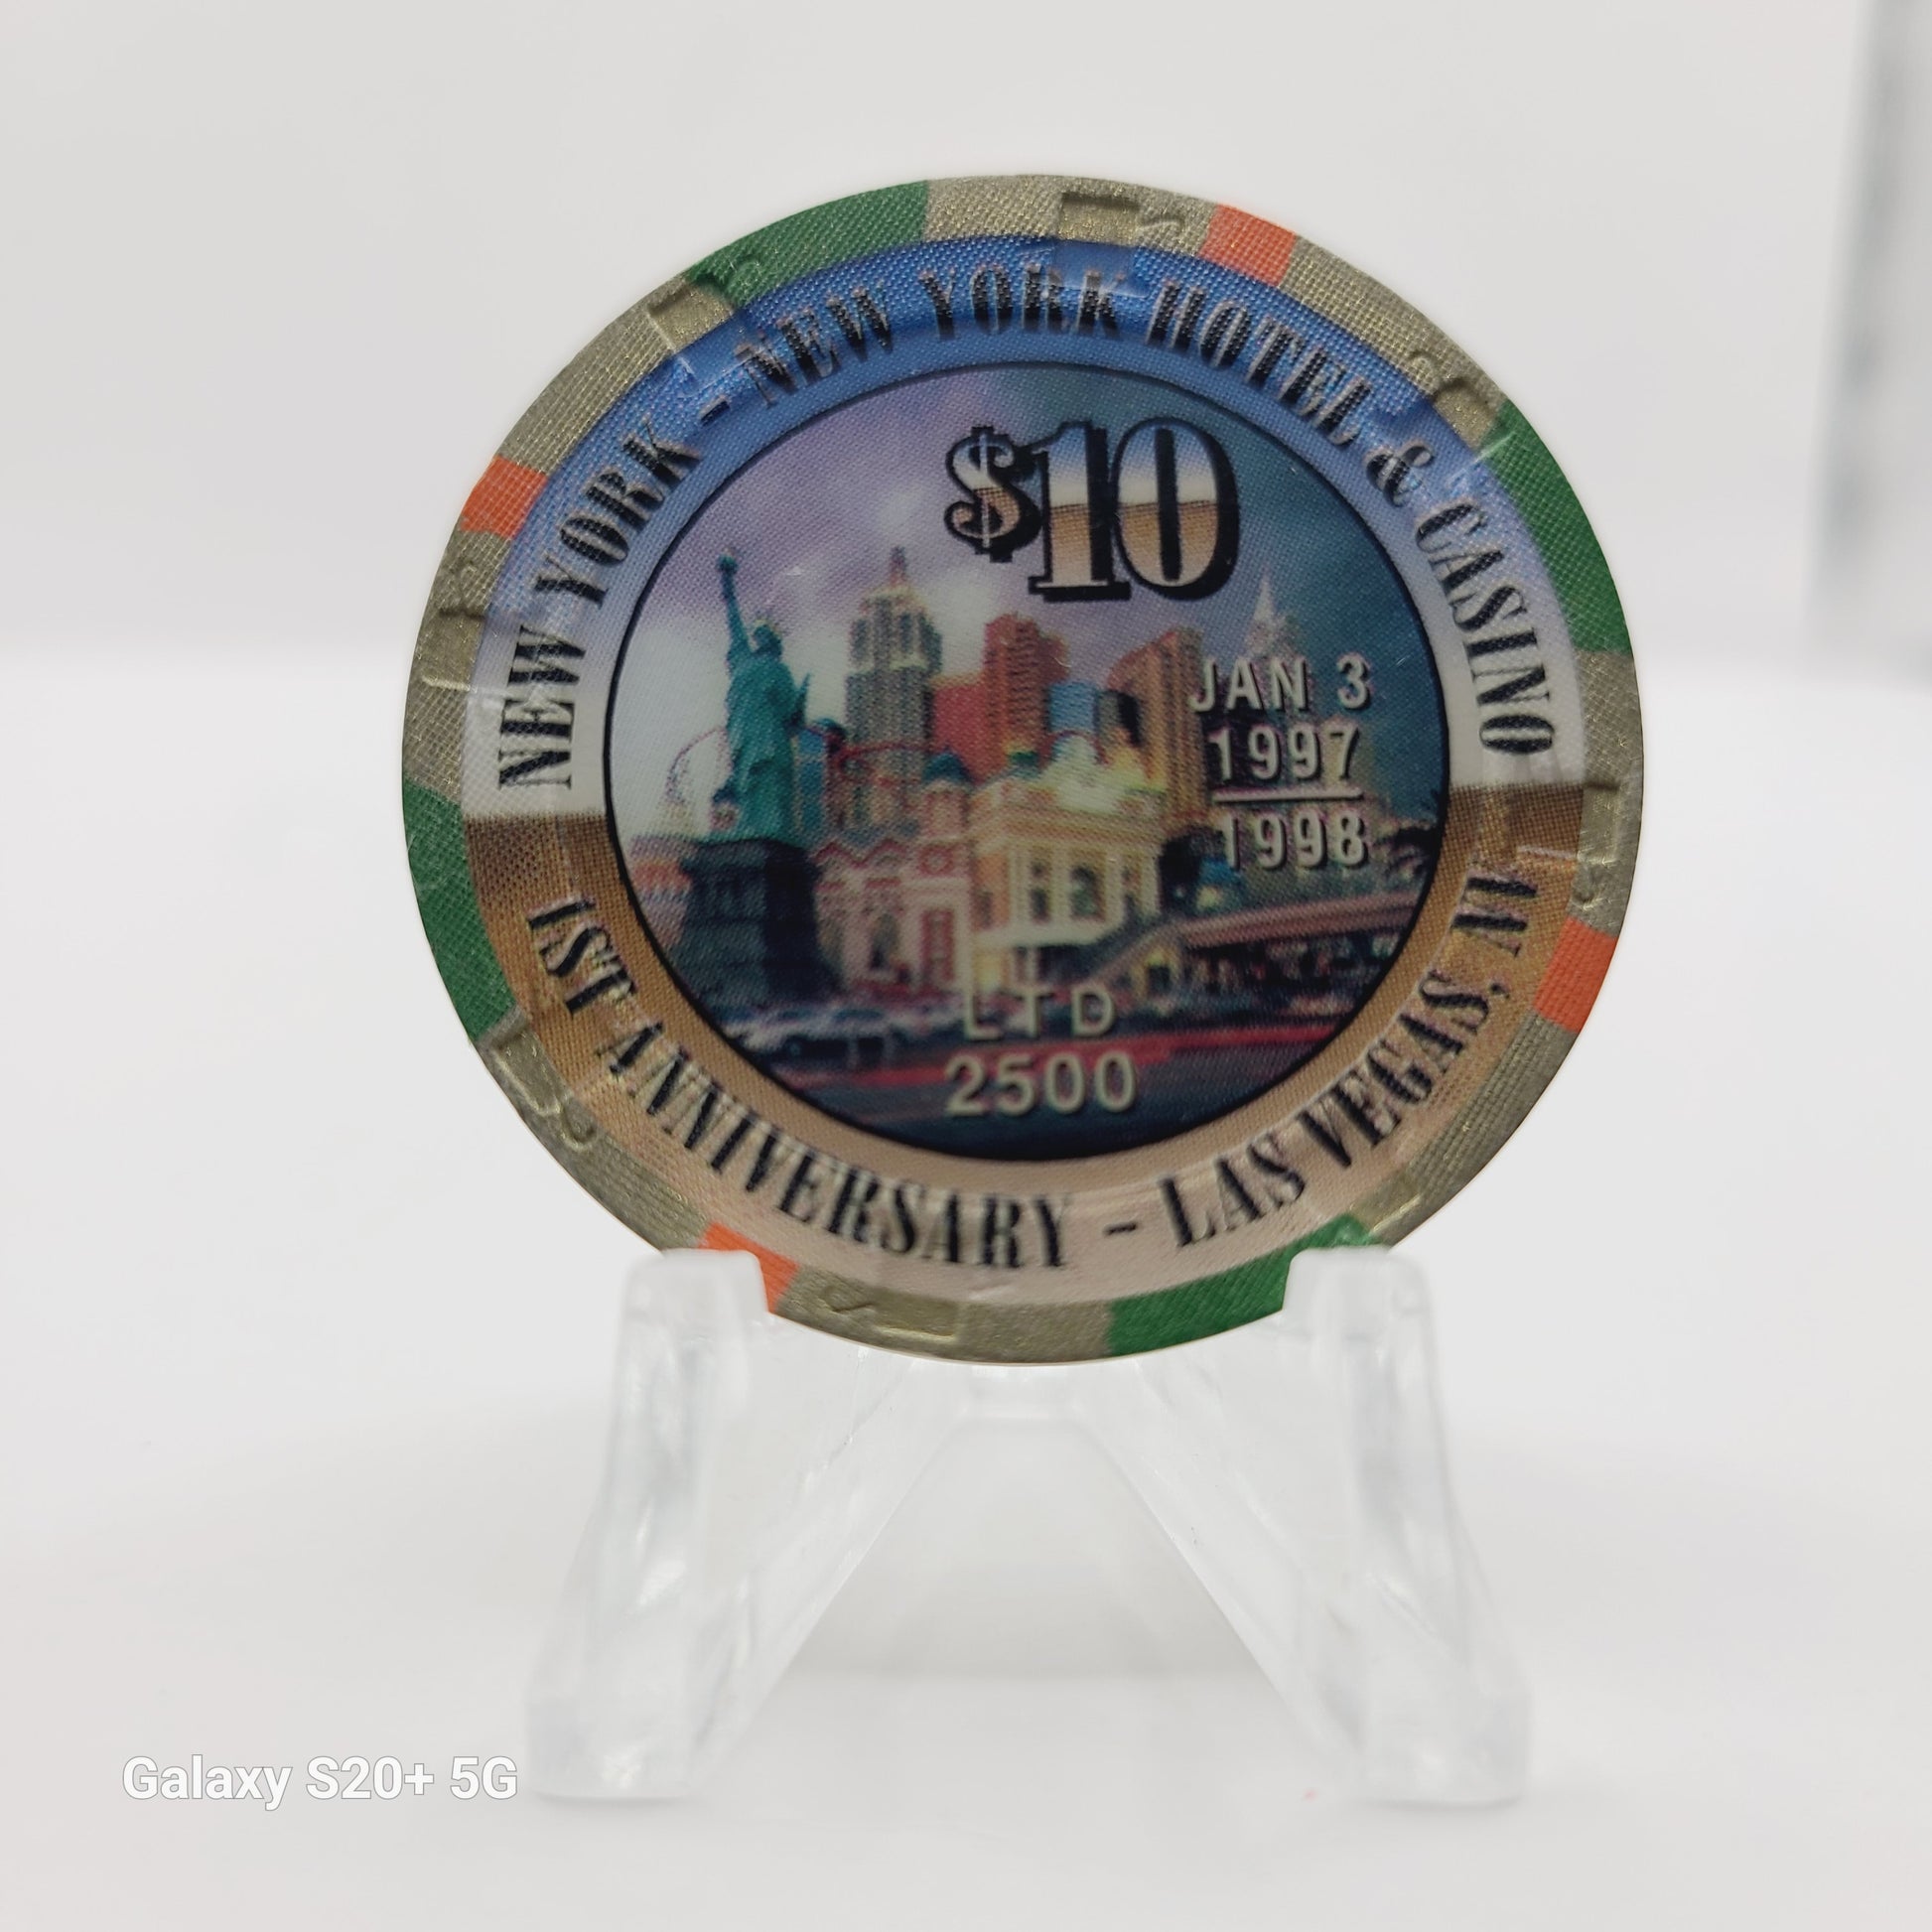 NEW YORK - NEW YORK HOTEL & CASINO
$10
JAN 3
1997
1998
LTD
2500
1ST ANNIVERSARY - LAS VEGAS, NV
Galaxy S20+ 5G